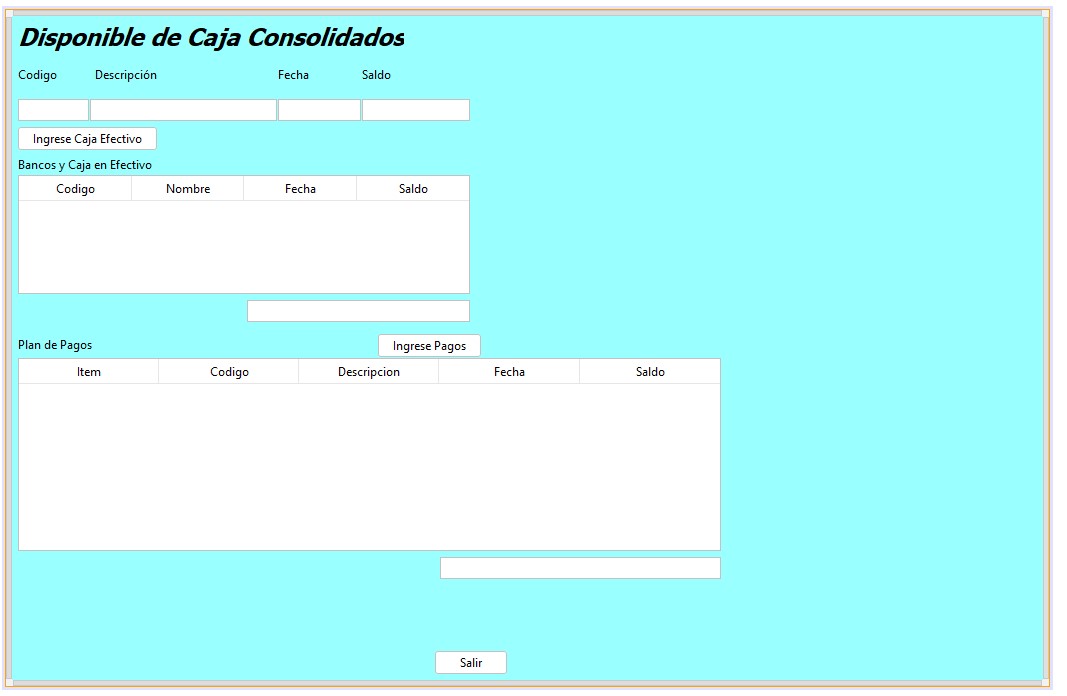 Disponible de Caja Consolidados
Codigo Descripción Fecha Saldo
Ingrese Caja Efectivo
Bancos y Caja en Efectivo
Codigo Nombre Fecha Saldo
Plan de Pagos Ingrese Pagos
Item Codigo Descripcion Fecha Saldo
Salir